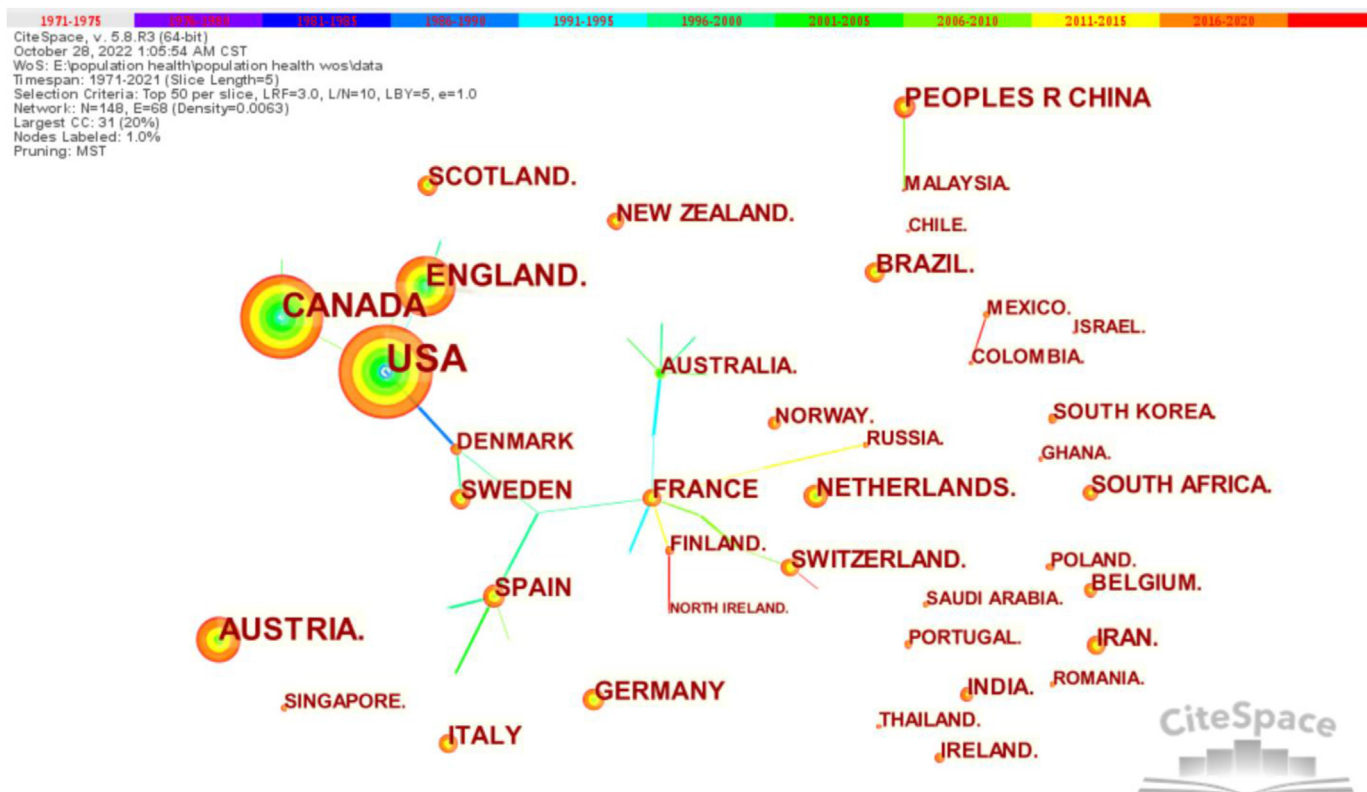 1971-1975 1976-1980 1981-1985 1986-1990 1991-1995 1996-2000 2001-2005 2006-2010 2011-2015 2016-2020
CiteSpace, v. 5.8.R3 (64-bit)
October 28, 2022 1:05:54 AM CST
WoS: E:\population health\population health wos\data
Timespan: 1971-2021 (Slice Length=5)
Selection Criteria: Top 50 per slice, LRF=3.0, L/N=10, LBY=5, e=1.0
Network: N=148, E=68 (Density=0.0063)
Largest CC: 31 (20%)
Nodes Labeled: 1.0%
Pruning: MST
PEOPLES R CHINA
SCOTLAND.
MALAYSIA.
NEW ZEALAND.
CHILE.
BRAZIL.
ENGLAND.
CANADA
MEXICO.
ISRAEL.
USA
COLOMBIA.
AUSTRALIA.
NORWAY.
SOUTH KOREA.
DENMARK
RUSSIA.
GHANA.
SWEDEN
FRANCE
NETHERLANDS.
SOUTH AFRICA.
FINLAND.
SWITZERLAND.
POLAND.
SPAIN
BELGIUM.
NORTH IRELAND.
SAUDI ARABIA.
AUSTRIA.
PORTUGAL.
IRAN.
GERMANY
INDIA.
ROMANIA.
SINGAPORE.
THAILAND.
ITALY
IRELAND.
CiteSpace